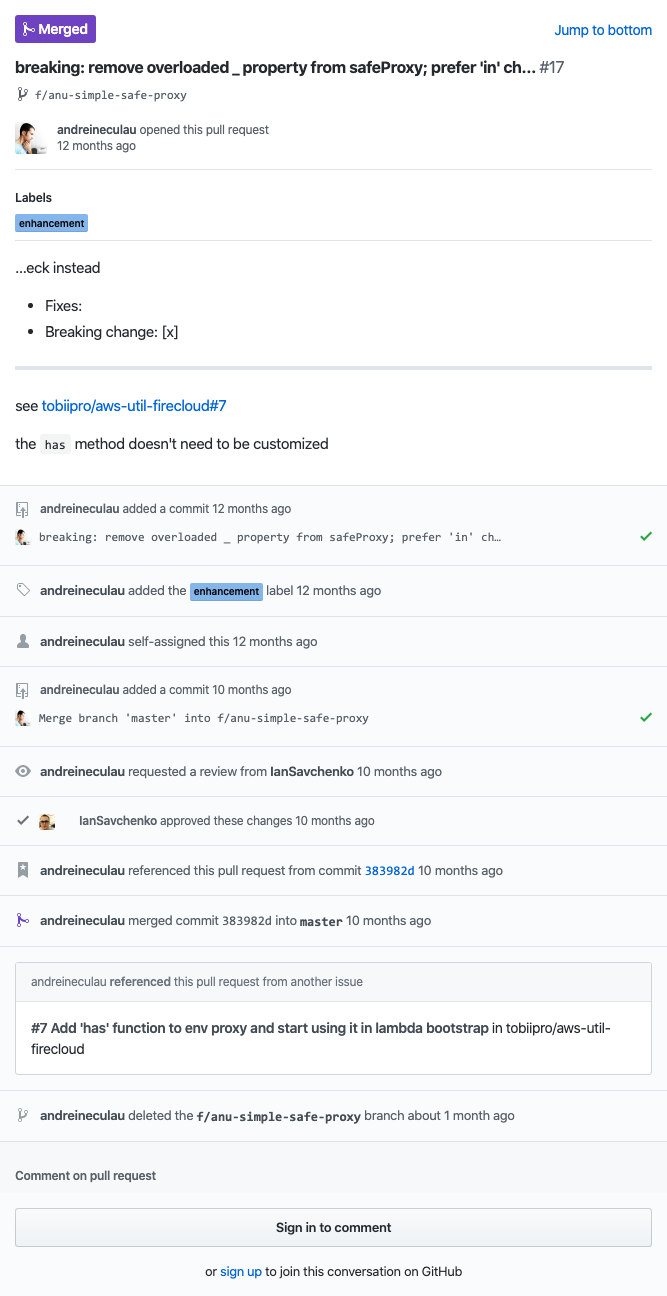 Merged
Jump to bottom
breaking: remove overloaded _ property from safeProxy; prefer 'in' ch... #17
f/anu-simple-safe-proxy
andreineculau opened this pull request
12 months ago
Labels
enhancement
...eck instead
• Fixes:
• Breaking change: [x]
see tobiipro/aws-util-firecloud#7
the has method doesn't need to be customized
andreineculau added a commit 12 months ago
breaking: remove overloaded _ property from safeProxy; prefer 'in' ch…
andreineculau added the enhancement label 12 months ago
andreineculau self-assigned this 12 months ago
andreineculau added a commit 10 months ago
Merge branch 'master' into f/anu-simple-safe-proxy
andreineculau requested a review from IanSavchenko 10 months ago
IanSavchenko approved these changes 10 months ago
andreineculau referenced this pull request from commit 383982d 10 months ago
andreineculau merged commit 383982d into master 10 months ago
andreineculau referenced this pull request from another issue
#7 Add 'has' function to env proxy and start using it in lambda bootstrap in tobiipro/aws-util-
firecloud
andreineculau deleted the f/anu-simple-safe-proxy branch about 1 month ago
Comment on pull request
Sign in to comment
or sign up to join this conversation on GitHub